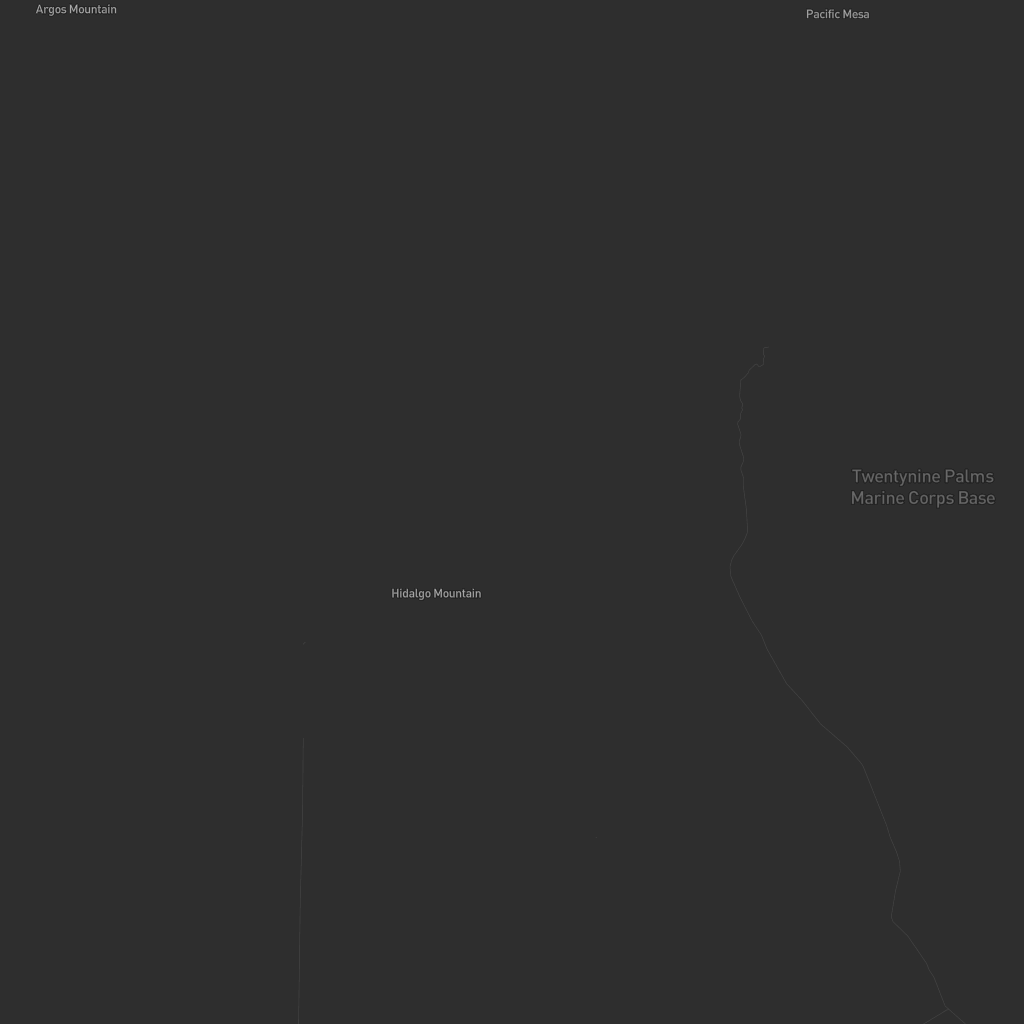 Argos Mountain
Pacific Mesa
Twentynine Palms
Marine Corps Base
Hidalgo Mountain